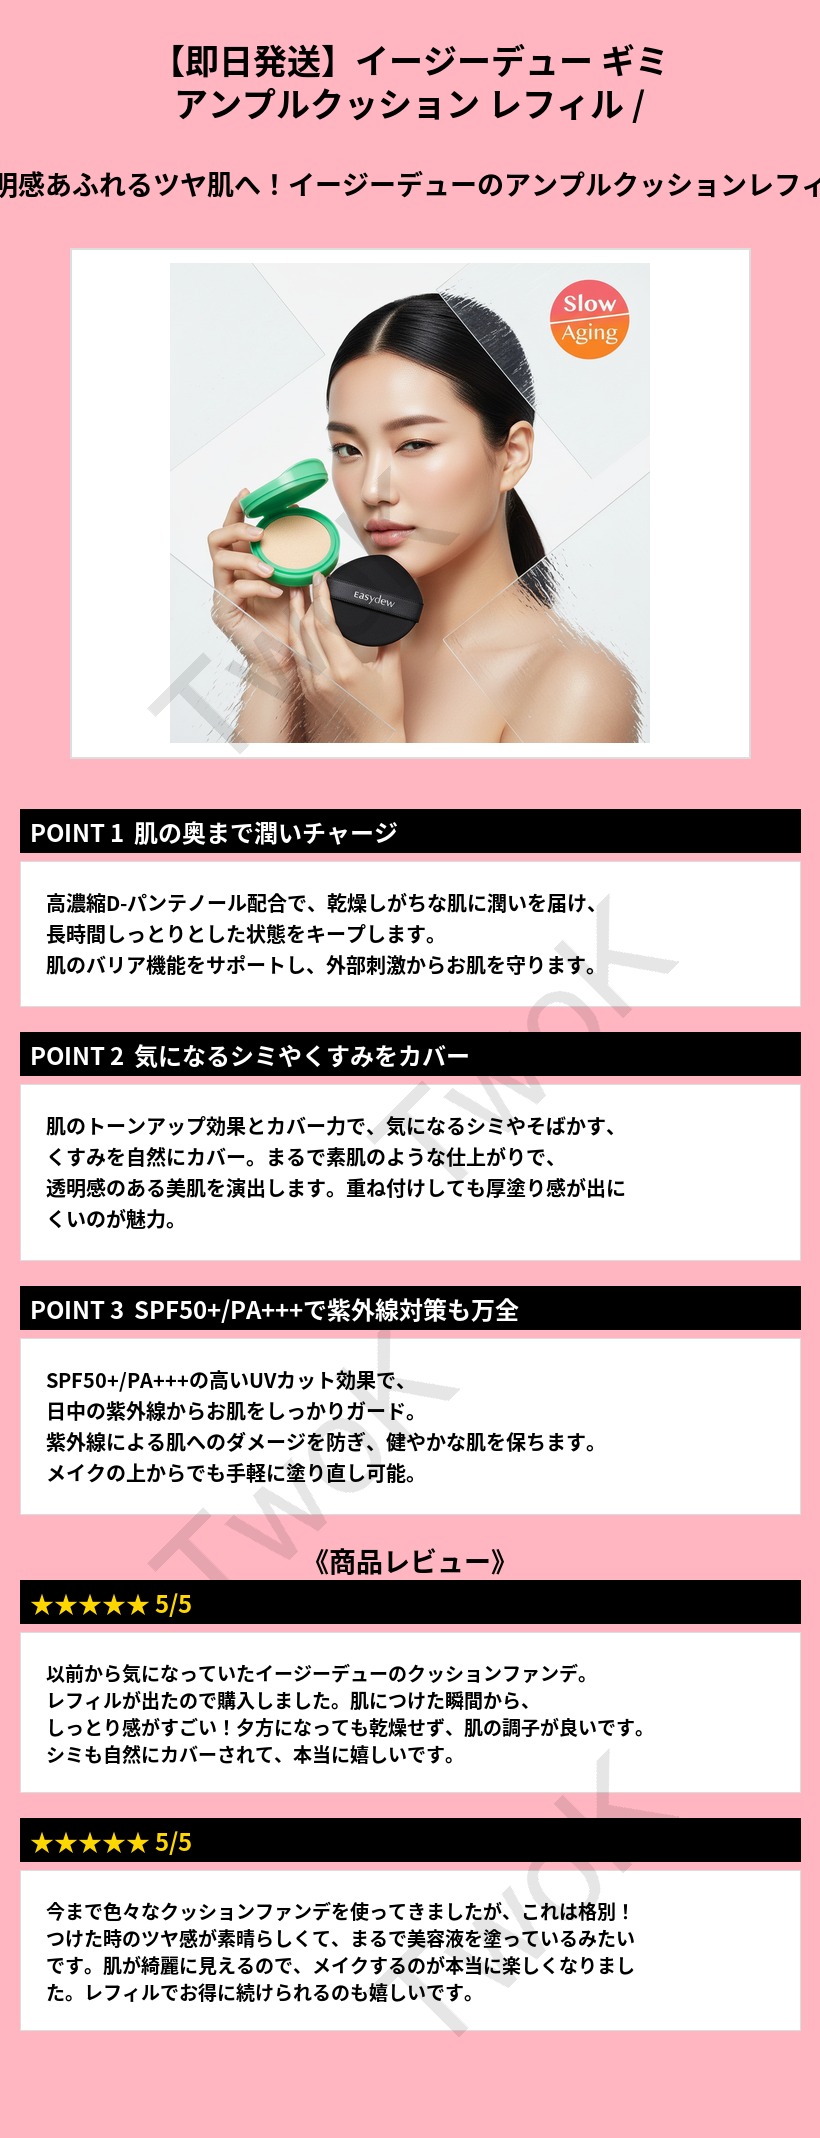 【即日発送】イージーデュー ギミ
アンプルクッション レフィル /
明感あふれるツヤ肌へ！イージーデューのアンプルクッションレフィ
Slow
Aging
Easydew
TwoK
POINT 1 肌の奥まで潤いチャージ
高濃縮D-パンテノール配合で、乾燥しがちな肌に潤いを届け、
長時間しっとりとした状態をキープします。
肌のバリア機能をサポートし、外部刺激からお肌を守ります。
TwoK
POINT 2 気になるシミやくすみをカバー
肌のトーンアップ効果とカバー力で、気になるシミやそばかす、
くすみを自然にカバー。まるで素肌のような仕上がりで、
透明感のある美肌を演出します。重ね付けしても厚塗り感が出に
くいのが魅力。
POINT 3 SPF50+/PA+++で紫外線対策も万全
SPF50+/PA+++の高いUVカット効果で、
日中の紫外線からお肌をしっかりガード。
紫外線による肌へのダメージを防ぎ、健やかな肌を保ちます。
メイクの上からでも手軽に塗り直し可能。
TwoK
《商品レビュー》
★★★★★ 5/5
以前から気になっていたイージーデューのクッションファンデ。
レフィルが出たので購入しました。肌につけた瞬間から、
しっとり感がすごい！夕方になっても乾燥せず、肌の調子が良いです。
シミも自然にカバーされて、本当に嬉しいです。
★★★★★ 5/5
今まで色々なクッションファンデを使ってきましたが、これは格別！
つけた時のツヤ感が素晴らしくて、まるで美容液を塗っているみたい
です。肌が綺麗に見えるので、メイクするのが本当に楽しくなりまし
た。レフィルでお得に続けられるのも嬉しいです。
TwoK